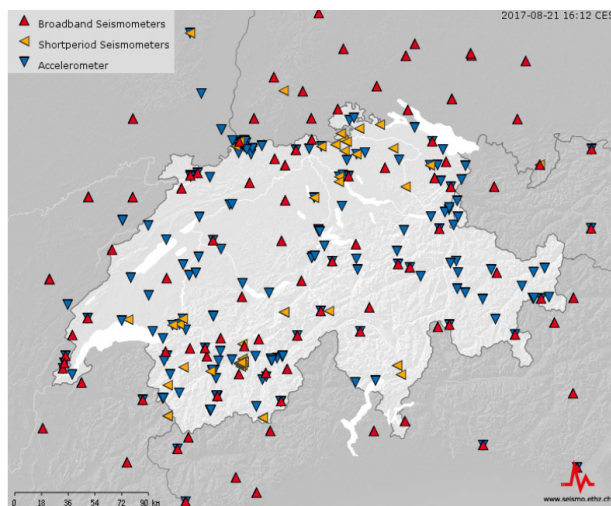 2017-08-21 16:12 CES
Broadband Seismometers
Shortperiod Seismometers
Accelerometer
0 18 36 54 72 90 km
www.seismo.ethz.ch